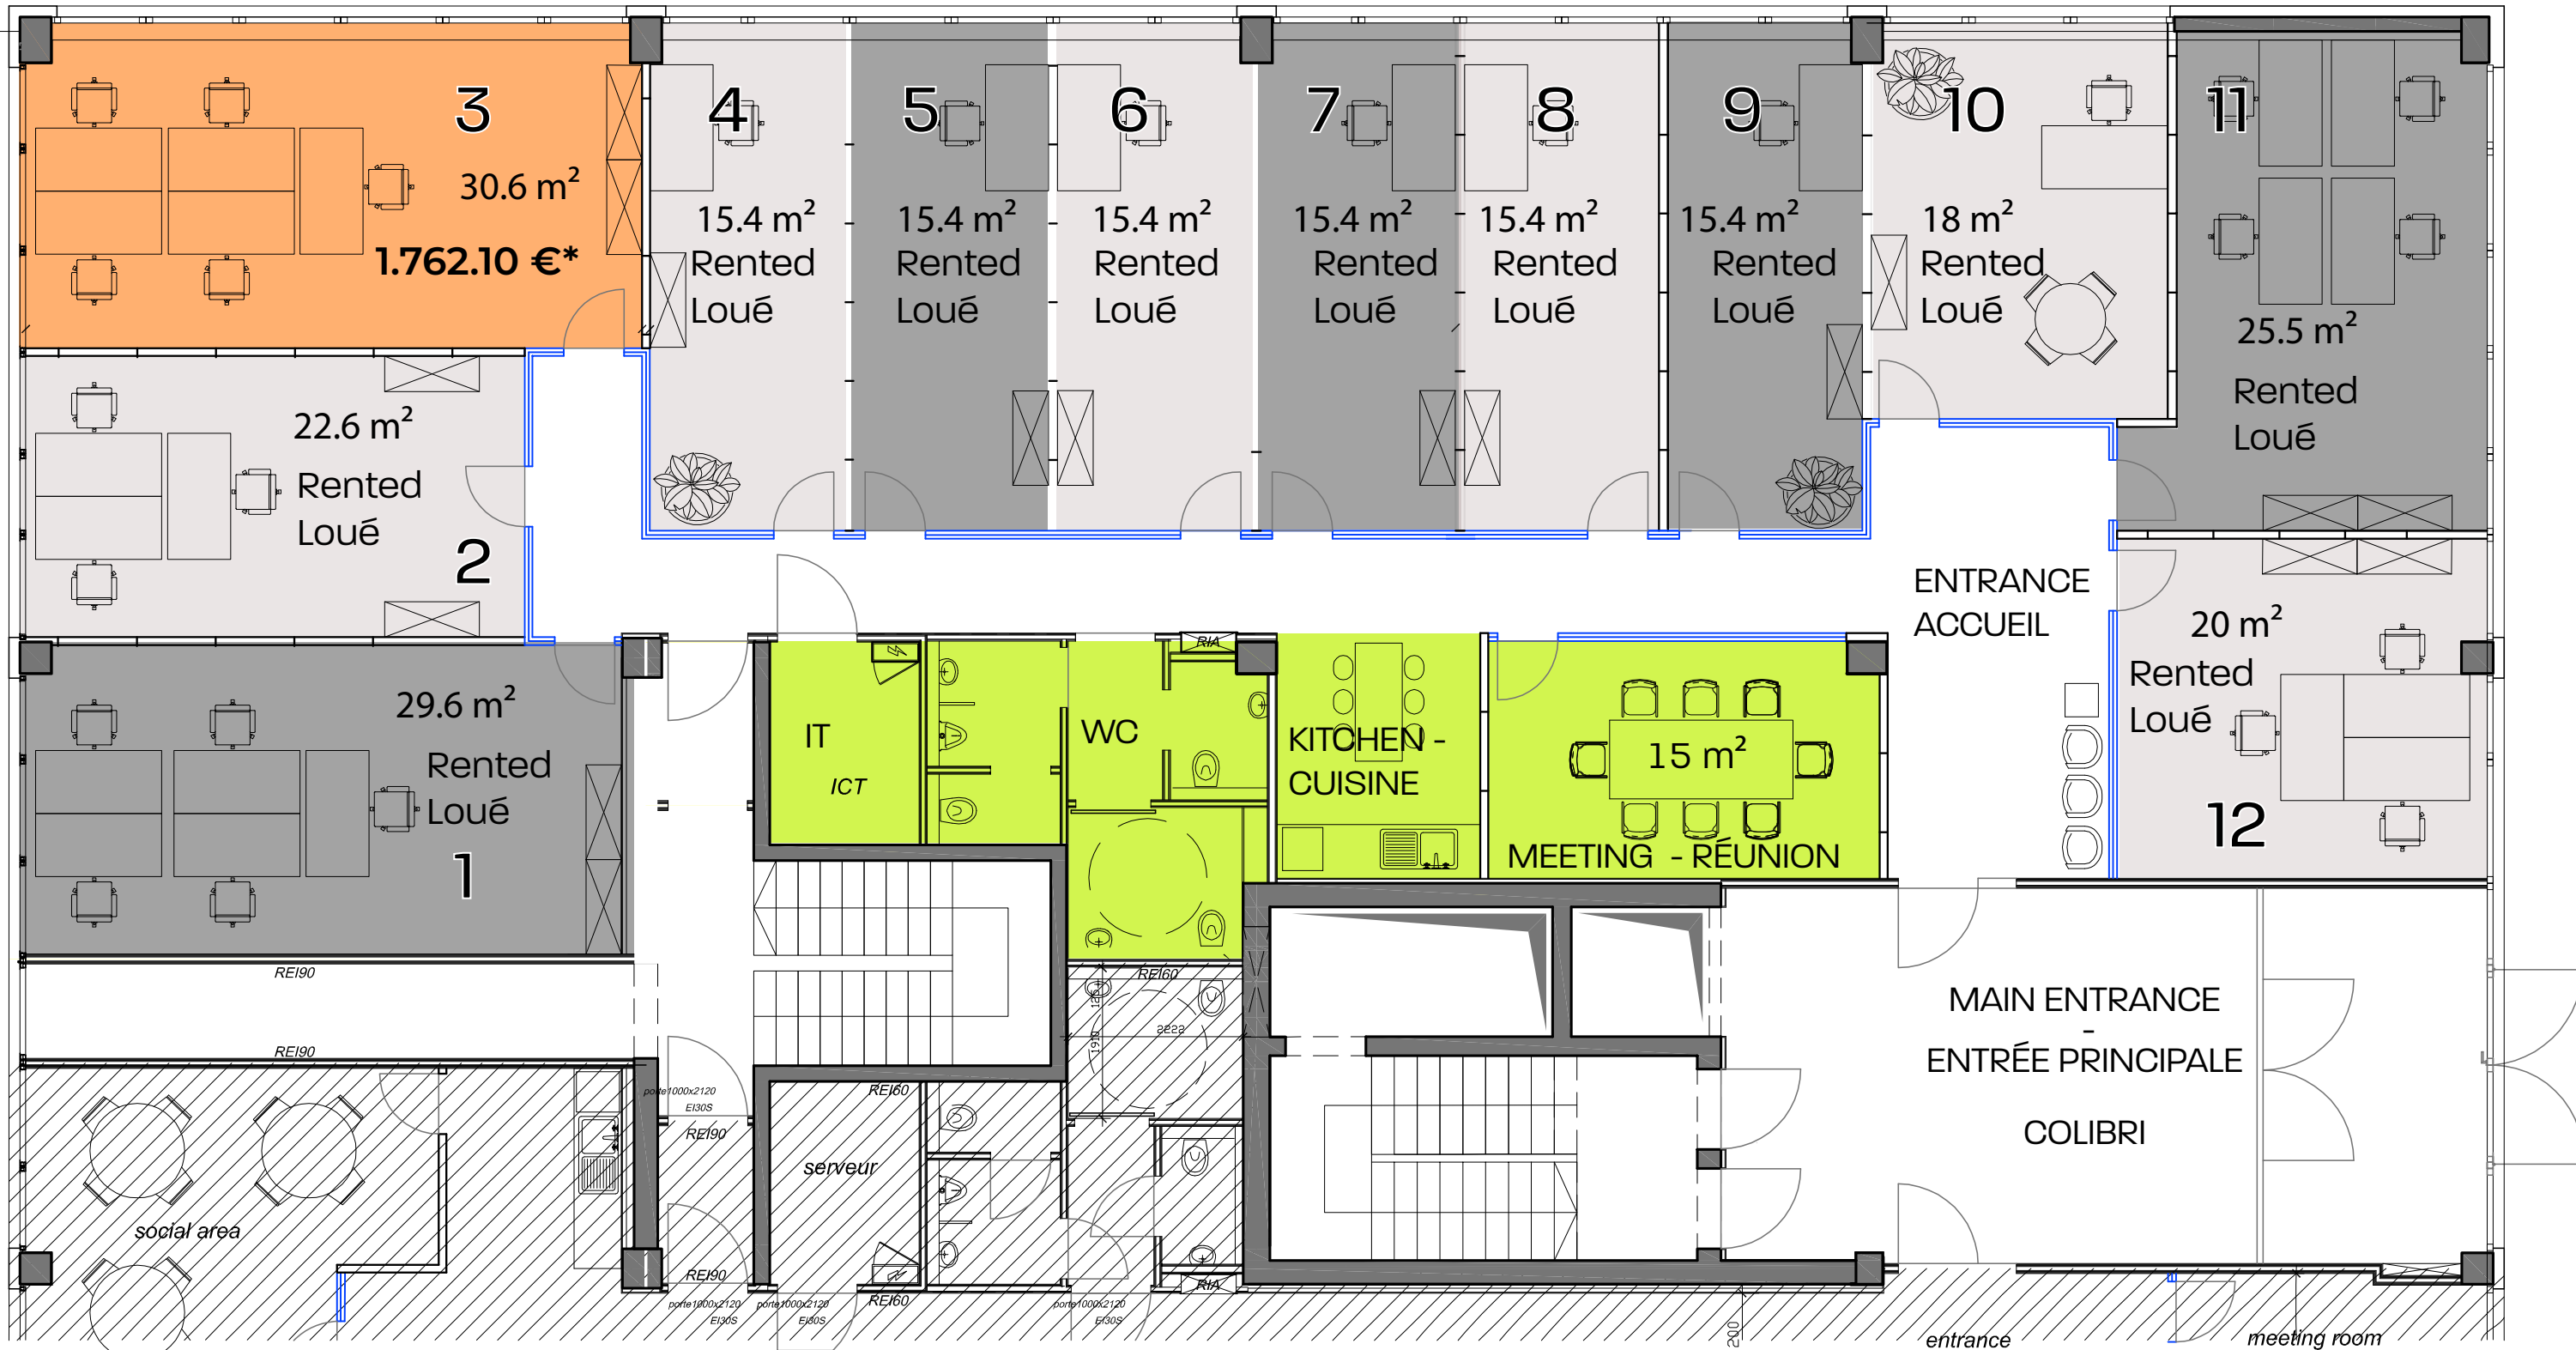 3
30.6 m²
1.762.10 €*
4
15.4 m²
Rented
Loué
5
15.4 m²
Rented
Loué
6
15.4 m²
Rented
Loué
7
15.4 m²
Rented
Loué
8
15.4 m²
Rented
Loué
9
15.4 m²
Rented
Loué
10
18 m²
Rented
Loué
11
25.5 m²
Rented
Loué
22.6 m²
Rented
Loué
2
ENTRANCE
ACCUEIL
20 m²
Rented
Loué
12
29.6 m²
Rented
Loué
1
IT
ICT
WC
RIA
KITCHEN -
CUISINE
15 m²
MEETING - RÉUNION
REI90
REI90
REI60
125
1910
2222
MAIN ENTRANCE
-
ENTRÉE PRINCIPALE
COLIBRI
porte1000x2120
EI30S
REI90
REI60
serveur
social area
REI90
REI60
RIA
porte1000x2120
EI30S
porte1000x2120
EI30S
porte1000x2120
EI30S
200
entrance
meeting room